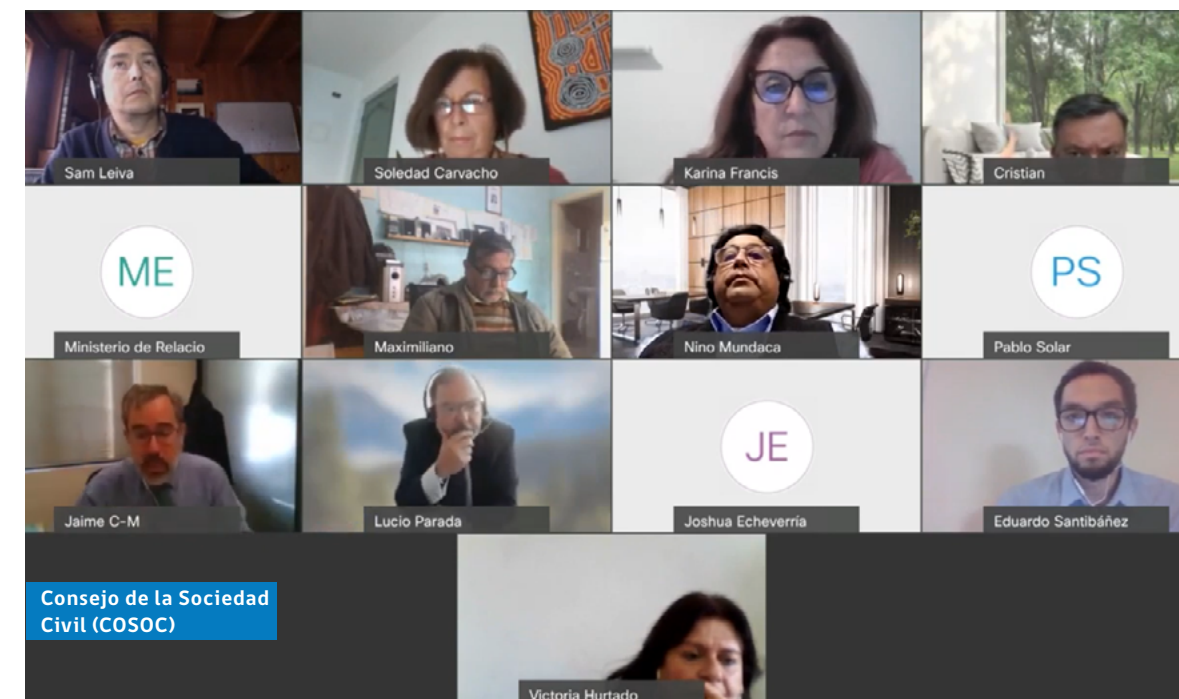 Sam Leiva
Soledad Carvacho
Karina Francis
Cristian
ME
Ministerio de Relacio
Maximiliano
Nino Mundaca
PS
Pablo Solar
Jaime C-M
Lucio Parada
JE
Joshua Echeverría
Eduardo Santibáñez
Consejo de la Sociedad
Civil (COSOC)
Victoria Hurtado